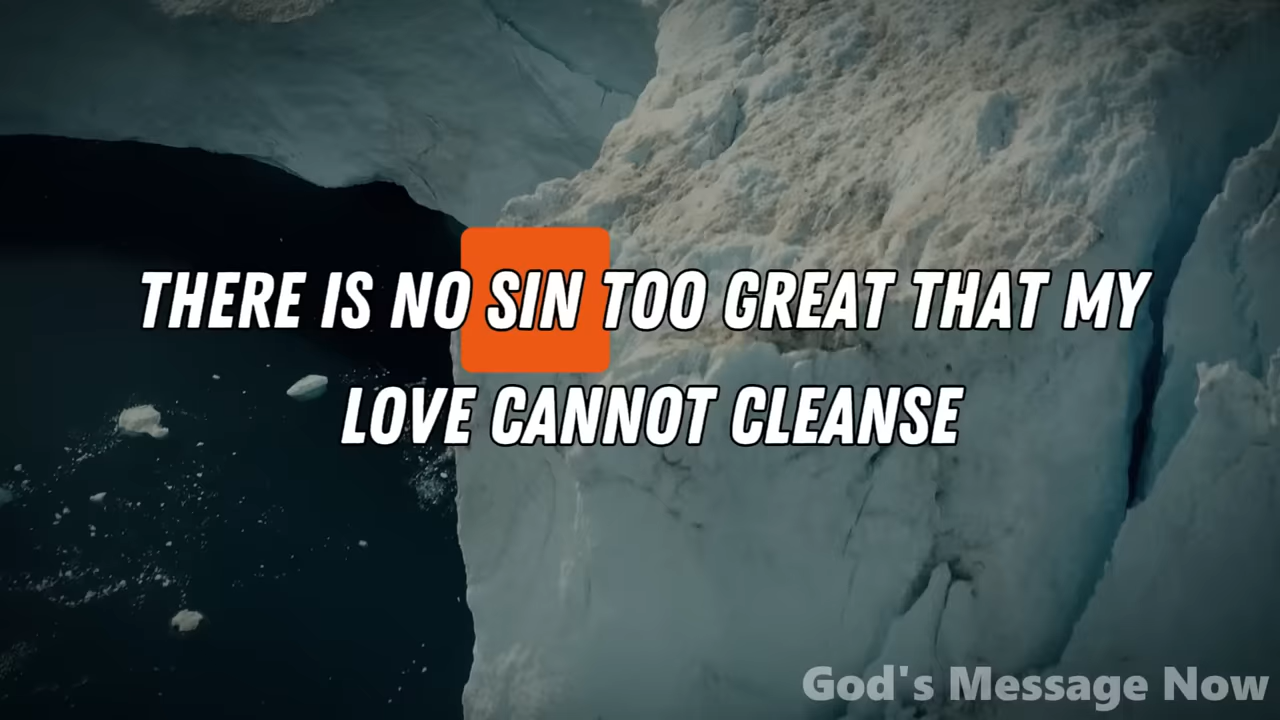 THERE IS NO SIN TOO GREAT THAT MY
LOVE CANNOT CLEANSE
God's Message Now